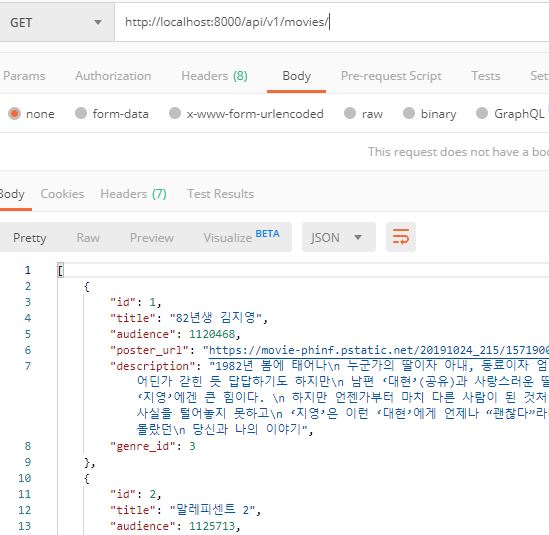 GET http://localhost:8000/api/v1/movies/
Params Authorization Headers (8) Body Pre-request Script Tests
none form-data x-www-form-urlencoded raw binary GraphQL
This request does not have a
Body Cookies Headers (7) Test Results
Pretty Raw Preview Visualize BETA JSON
1 [
2 {
3 "id": 1,
4 "title": "82년생 김지영",
5 "audience": 1120468,
6 "poster_url": "https://movie-phinf.pstatic.net/20191024_215/1571900
7 "description": "1982년 봄에 태어나\n 누군가의 딸이자 아내, 동료이자
어딘가 갇힌 듯 답답하기도 하지만\n 남편 ‘대현’(공유)과 사랑스러운
‘지영’에겐 큰 힘이다. \n 하지만 언젠가부터 마치 다른 사람이 된 것처
사실을 털어놓지 못하고\n ‘지영’은 이런 ‘대현’에게 언제나 “괜찮다”라
몰랐던\n 당신과 나의 이야기",
8 "genre_id": 3
9 },
10 {
11 "id": 2,
12 "title": "말레피센트 2",
13 "audience": 1125713,